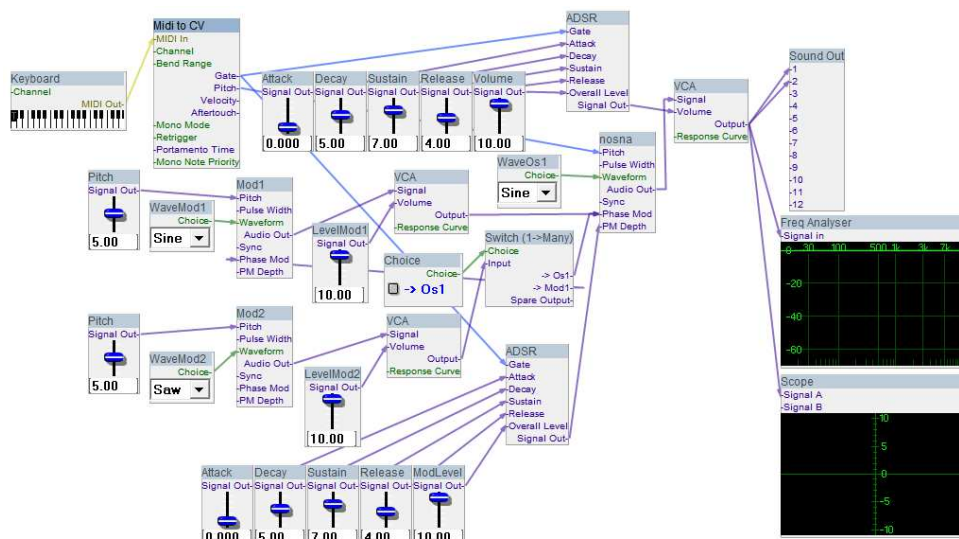 Midi to CV
MIDI In
Channel
Bend Range
Gate
Pitch
Velocity
Aftertouch
Mono Mode
Retrigger
Portamento Time
Mono Note Priority
Keyboard
Channel
MIDI Out
Attack
Signal Out
0.000
Decay
Signal Out
5.00
Sustain
Signal Out
7.00
Release
Signal Out
4.00
Volume
Signal Out
10.00
ADSR
Gate
Attack
Decay
Sustain
Release
Overall Level
Signal Out
VCA
Signal
Volume
Output
Response Curve
Sound Out
1
2
3
4
5
6
7
8
9
10
11
12
nosna
Pitch
Pulse Width
Waveform
Audio Out
Sync
Phase Mod
PM Depth
WaveOs1
Choice
Sine
Pitch
Signal Out
5.00
WaveMod1
Choice
Sine
Mod1
Pitch
Pulse Width
Waveform
Audio Out
Sync
Phase Mod
PM Depth
LevelMod1
Signal Out
10.00
VCA
Signal
Volume
Output
Response Curve
Choice
Choice
-> Os1
Switch (1->Many)
Choice
Input
-> Os1
-> Mod1
Spare Output
Freq Analyser
Signal in
30 100 500 1k 3k 7k
0
-20
-40
-60
Pitch
Signal Out
5.00
WaveMod2
Choice
Saw
Mod2
Pitch
Pulse Width
Waveform
Audio Out
Sync
Phase Mod
PM Depth
LevelMod2
Signal Out
10.00
VCA
Signal
Volume
Output
Response Curve
ADSR
Gate
Attack
Decay
Sustain
Release
Overall Level
Signal Out
Scope
Signal A
Signal B
10
5
-5
-10
Attack
Signal Out
0.000
Decay
Signal Out
5.00
Sustain
Signal Out
7.00
Release
Signal Out
4.00
ModLevel
Signal Out
10.00